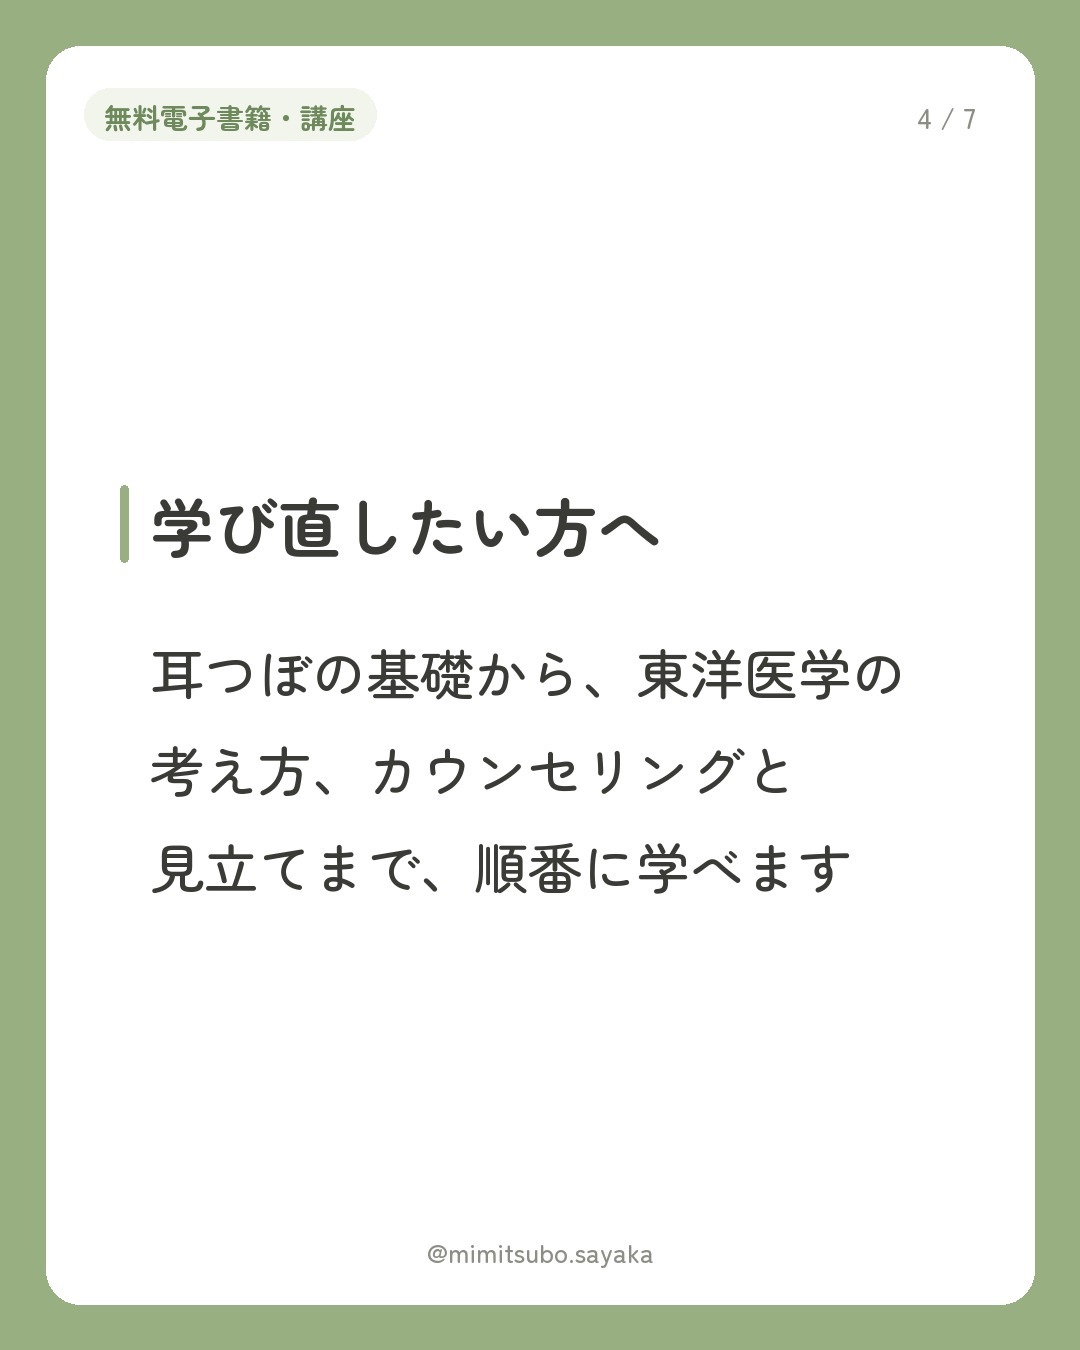 無料電子書籍・講座
4 / 7
学び直したい方へ
耳つぼの基礎から、東洋医学の
考え方、カウンセリングと
見立てまで、順番に学べます
@mimitsubo.sayaka